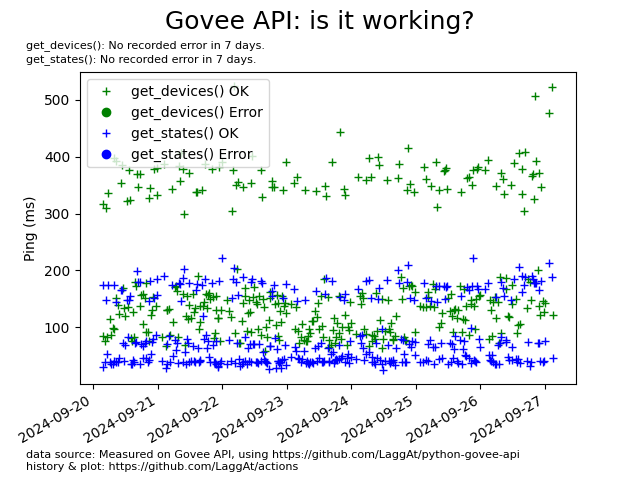 Govee API: is it working?
get_devices(): No recorded error in 7 days.
get_states(): No recorded error in 7 days.
get_devices() OK
get_devices() Error
get_states() OK
get_states() Error
500
400
300
200
100
Ping (ms)
2024-09-20
2024-09-21
2024-09-22
2024-09-23
2024-09-24
2024-09-25
2024-09-26
2024-09-27
data source: Measured on Govee API, using https://github.com/LaggAt/python-govee-api
history & plot: https://github.com/LaggAt/actions